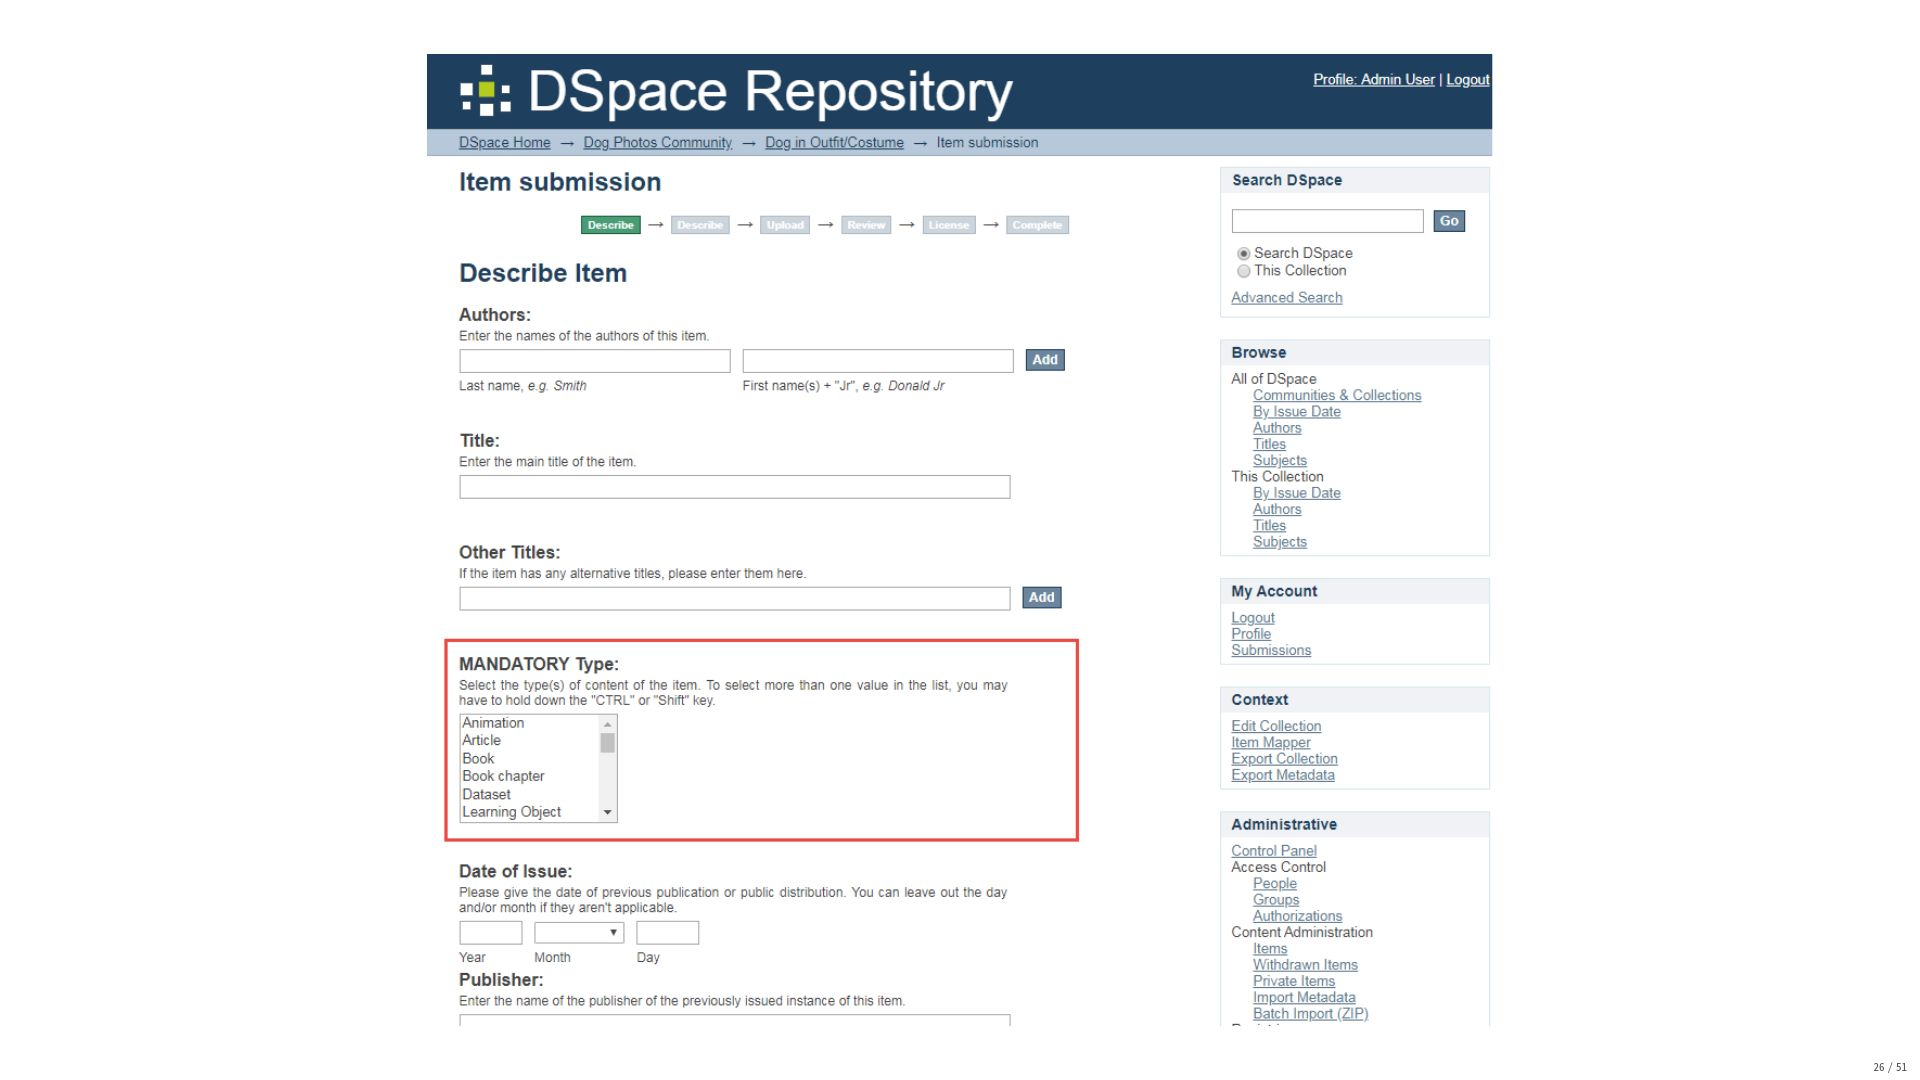 DSpace Repository
Profile: Admin User | Logout
DSpace Home → Dog Photos Community → Dog in Outfit/Costume → Item submission
Item submission
Describe → Describe → Upload → Review → License → Complete
Describe Item
Authors:
Enter the names of the authors of this item.
Add
Last name, e.g. Smith
First name(s) + "Jr", e.g. Donald Jr
Title:
Enter the main title of the item.
Other Titles:
If the item has any alternative titles, please enter them here.
Add
MANDATORY Type:
Select the type(s) of content of the item. To select more than one value in the list, you may
have to hold down the "CTRL" or "Shift" key.
Animation
Article
Book
Book chapter
Dataset
Learning Object
Date of Issue:
Please give the date of previous publication or public distribution. You can leave out the day
and/or month if they aren't applicable.
Year Month Day
Publisher:
Enter the name of the publisher of the previously issued instance of this item.
Search DSpace
Go
Search DSpace
This Collection
Advanced Search
Browse
All of DSpace
Communities & Collections
By Issue Date
Authors
Titles
Subjects
This Collection
By Issue Date
Authors
Titles
Subjects
My Account
Logout
Profile
Submissions
Context
Edit Collection
Item Mapper
Export Collection
Export Metadata
Administrative
Control Panel
Access Control
People
Groups
Authorizations
Content Administration
Items
Withdrawn Items
Private Items
Import Metadata
Batch Import (ZIP)
26 / 51